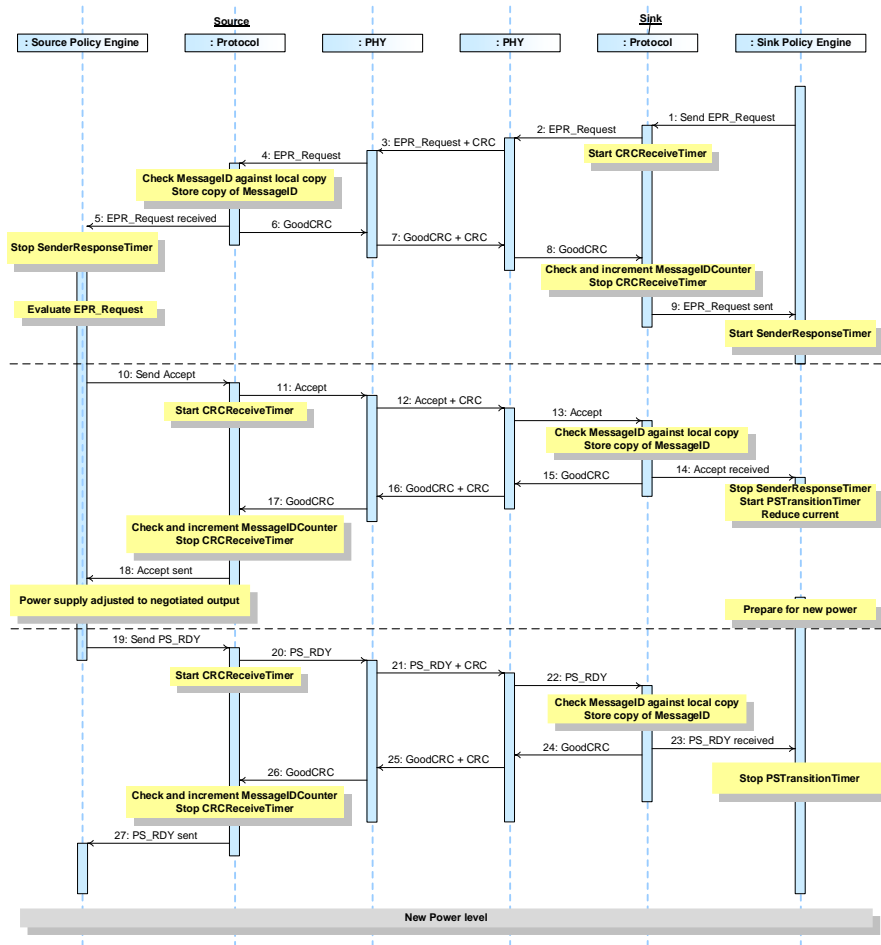 Source
Sink
: Source Policy Engine
: Protocol
: PHY
: PHY
: Protocol
: Sink Policy Engine
1: Send EPR_Request
2: EPR_Request
3: EPR_Request + CRC
Start CRCReceiveTimer
4: EPR_Request
Check MessageID against local copy
Store copy of MessageID
5: EPR_Request received
6: GoodCRC
Stop SenderResponseTimer
7: GoodCRC + CRC
8: GoodCRC
Check and increment MessageIDCounter
Stop CRCReceiveTimer
Evaluate EPR_Request
9: EPR_Request sent
Start SenderResponseTimer
10: Send Accept
11: Accept
Start CRCReceiveTimer
12: Accept + CRC
13: Accept
Check MessageID against local copy
Store copy of MessageID
14: Accept received
15: GoodCRC
16: GoodCRC + CRC
17: GoodCRC
Stop SenderResponseTimer
Start PSTransitionTimer
Reduce current
Check and increment MessageIDCounter
Stop CRCReceiveTimer
18: Accept sent
Power supply adjusted to negotiated output
Prepare for new power
19: Send PS_RDY
20: PS_RDY
Start CRCReceiveTimer
21: PS_RDY + CRC
22: PS_RDY
Check MessageID against local copy
Store copy of MessageID
23: PS_RDY received
24: GoodCRC
25: GoodCRC + CRC
26: GoodCRC
Stop PSTransitionTimer
Check and increment MessageIDCounter
Stop CRCReceiveTimer
27: PS_RDY sent
New Power level